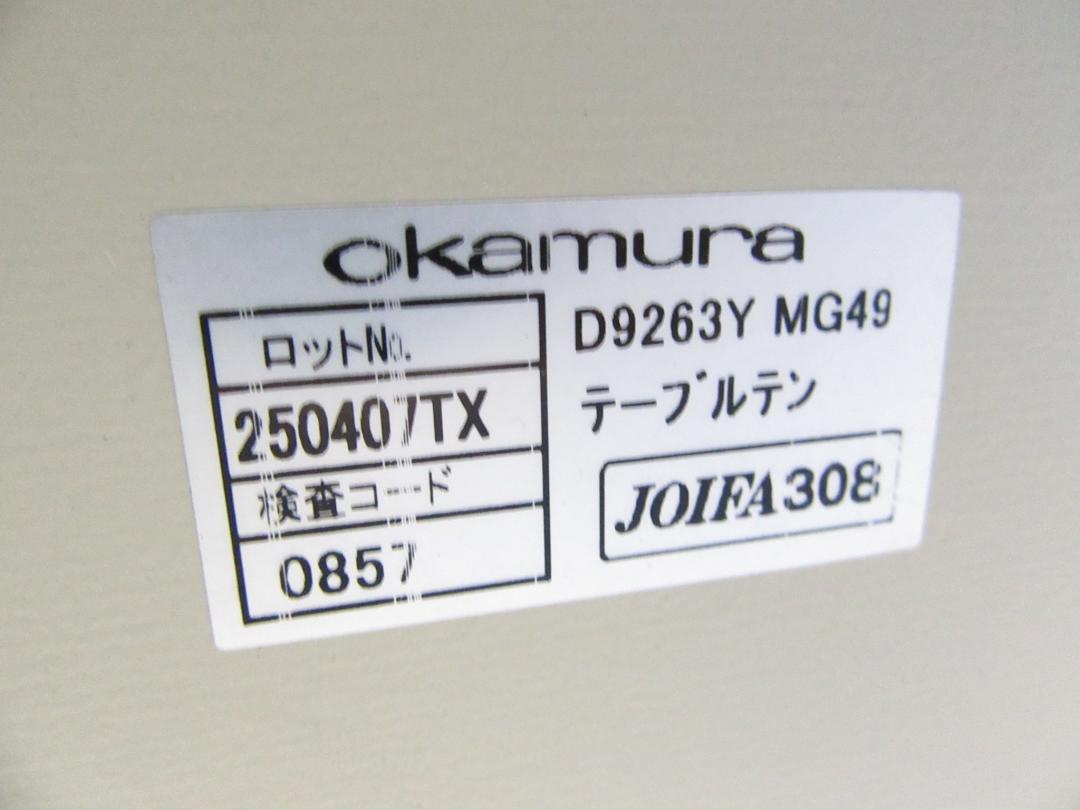 okamura
ロットNo.
250407TX
検査コード
0857
D9263Y MG49
テーブルテン
JOIFA308